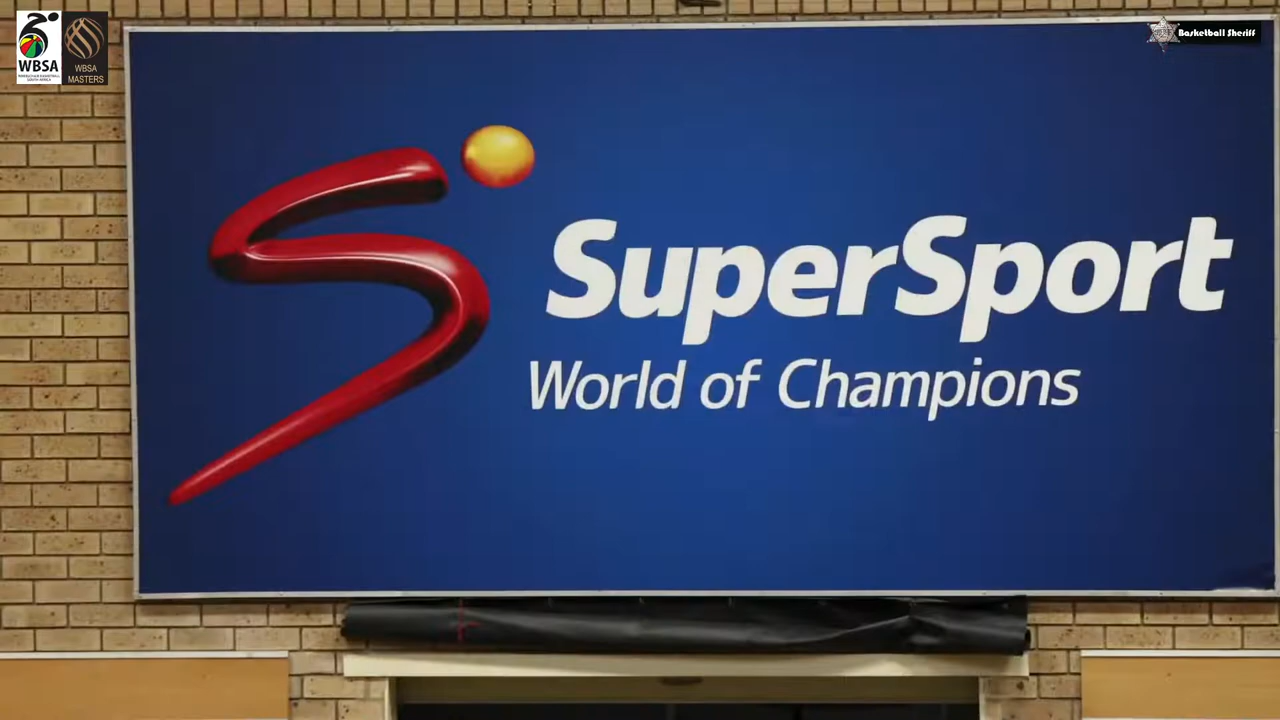 WBSA
WBSA
MASTERS
Basketball Sheriff
SuperSport
World of Champions